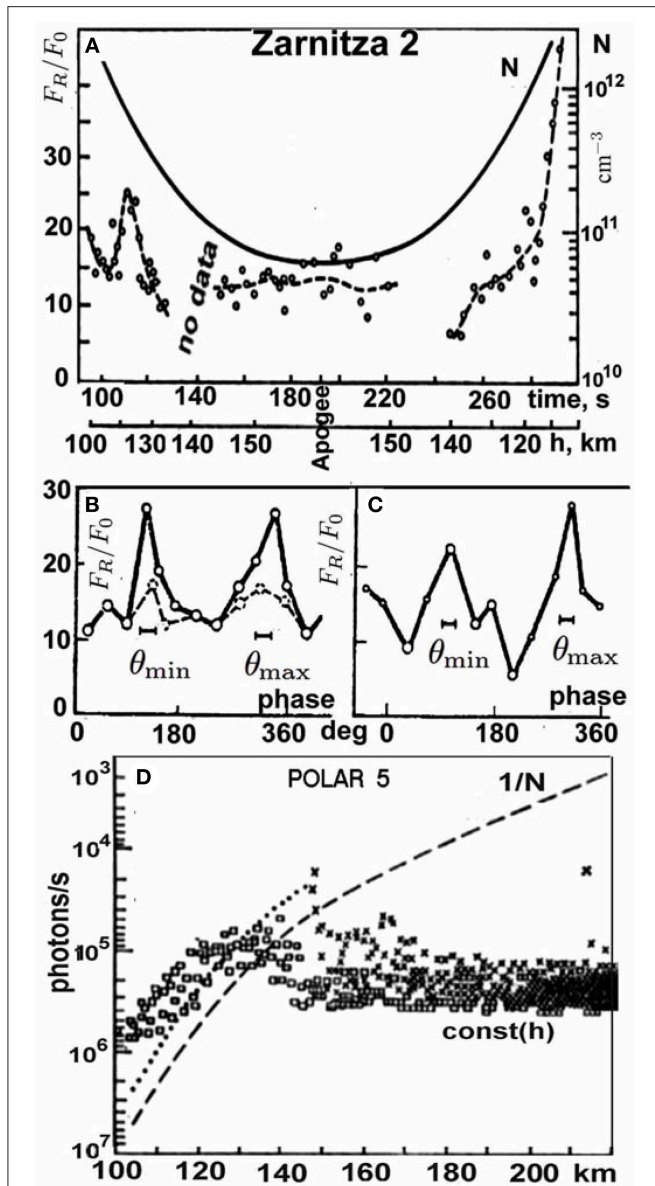 A Zarnitza 2 N
F_R/F_0
N
30
20
10
0
10^12
cm^-3
10^11
10^10
no data
100 140 180 220 260 time, s
Apogee
100 130 140 150 150 140 120 h, km
B
30
20
10
0
F_R/F_0
θ_min
θ_max
phase
0 180 360 deg
C
F_R/F_0
θ_min
θ_max
phase
0 180 360
D POLAR 5 1/N
photons/s
10^3
10^4
10^5
10^6
10^7
const(h)
100 120 140 160 180 200 km